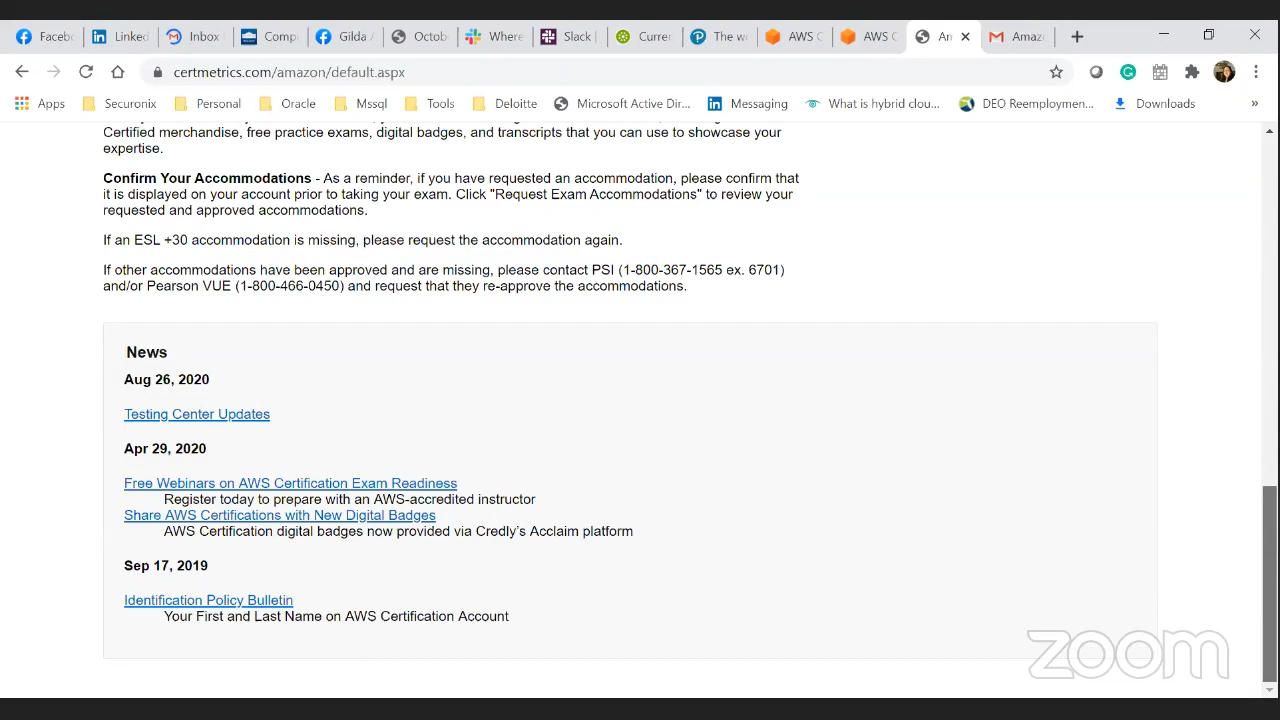 Faceb Linked Inbox Comp Gilda Octob Where Slack Curren The w AWS C AWS C Am Amaz
certmetrics.com/amazon/default.aspx
Apps Securonix Personal Oracle Mssql Tools Deloitte Microsoft Active Dir... Messaging What is hybrid clou... DEO Reemploymen... Downloads »
Certified merchandise, free practice exams, digital badges, and transcripts that you can use to showcase your
expertise.
Confirm Your Accommodations - As a reminder, if you have requested an accommodation, please confirm that
it is displayed on your account prior to taking your exam. Click "Request Exam Accommodations" to review your
requested and approved accommodations.
If an ESL +30 accommodation is missing, please request the accommodation again.
If other accommodations have been approved and are missing, please contact PSI (1-800-367-1565 ex. 6701)
and/or Pearson VUE (1-800-466-0450) and request that they re-approve the accommodations.
News
Aug 26, 2020
Testing Center Updates
Apr 29, 2020
Free Webinars on AWS Certification Exam Readiness
Register today to prepare with an AWS-accredited instructor
Share AWS Certifications with New Digital Badges
AWS Certification digital badges now provided via Credly’s Acclaim platform
Sep 17, 2019
Identification Policy Bulletin
Your First and Last Name on AWS Certification Account
zoom